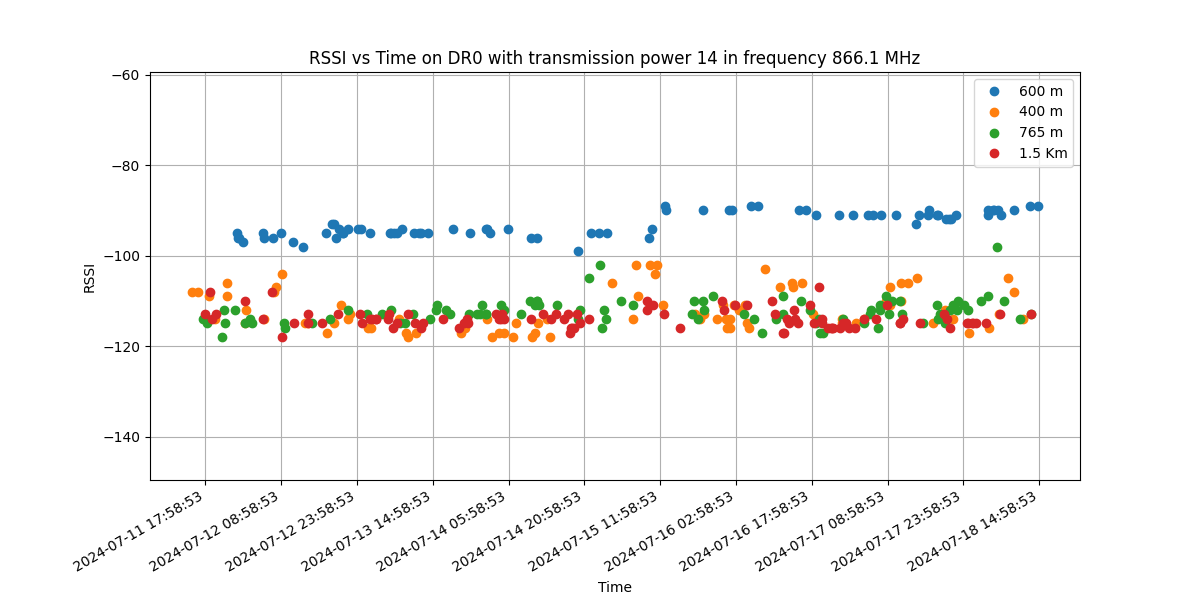 RSSI vs Time on DR0 with transmission power 14 in frequency 866.1 MHz
600 m
400 m
765 m
1.5 Km
−60
−80
−100
−120
−140
RSSI
2024-07-11 17:58:53
2024-07-12 08:58:53
2024-07-12 23:58:53
2024-07-13 14:58:53
2024-07-14 05:58:53
2024-07-14 20:58:53
2024-07-15 11:58:53
2024-07-16 02:58:53
2024-07-16 17:58:53
2024-07-17 08:58:53
2024-07-17 23:58:53
2024-07-18 14:58:53
Time